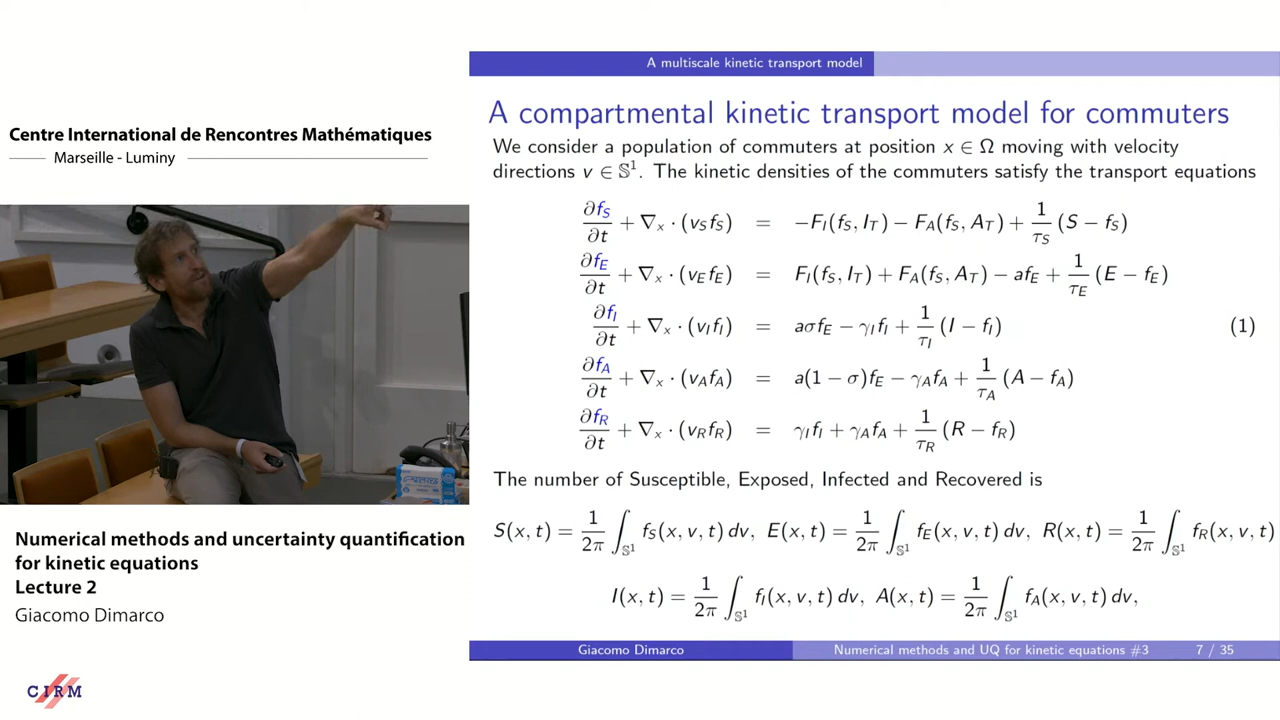 Centre International de Rencontres Mathématiques
Marseille - Luminy
Numerical methods and uncertainty quantification
for kinetic equations
Lecture 2
Giacomo Dimarco
CIRM
A multiscale kinetic transport model
A compartmental kinetic transport model for commuters
We consider a population of commuters at position x ∈ Ω moving with velocity
directions v ∈ 𝕊¹. The kinetic densities of the commuters satisfy the transport equations
∂f_S/∂t + ∇_x · (v_S f_S) = −F_I(f_S, I_T) − F_A(f_S, A_T) + 1/τ_S (S − f_S)
∂f_E/∂t + ∇_x · (v_E f_E) = F_I(f_S, I_T) + F_A(f_S, A_T) − af_E + 1/τ_E (E − f_E)
∂f_I/∂t + ∇_x · (v_I f_I) = aσf_E − γ_I f_I + 1/τ_I (I − f_I) (1)
∂f_A/∂t + ∇_x · (v_A f_A) = a(1 − σ)f_E − γ_A f_A + 1/τ_A (A − f_A)
∂f_R/∂t + ∇_x · (v_R f_R) = γ_I f_I + γ_A f_A + 1/τ_R (R − f_R)
The number of Susceptible, Exposed, Infected and Recovered is
S(x, t) = 1/2π ∫_𝕊¹ f_S(x, v, t) dv, E(x, t) = 1/2π ∫_𝕊¹ f_E(x, v, t) dv, R(x, t) = 1/2π ∫_𝕊¹ f_R(x, v, t)
I(x, t) = 1/2π ∫_𝕊¹ f_I(x, v, t) dv, A(x, t) = 1/2π ∫_𝕊¹ f_A(x, v, t) dv,
Giacomo Dimarco Numerical methods and UQ for kinetic equations #3 7 / 35